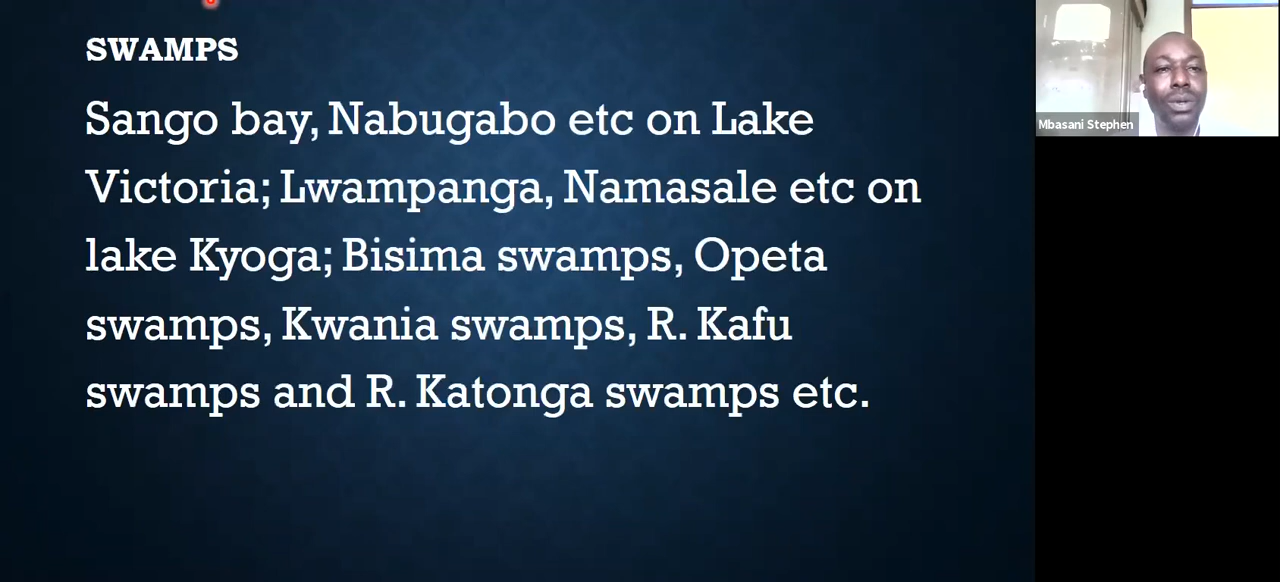 SWAMPS
Sango bay, Nabugabo etc on Lake
Victoria; Lwampanga, Namasale etc on
lake Kyoga; Bisima swamps, Opeta
swamps, Kwania swamps, R. Kafu
swamps and R. Katonga swamps etc.
Mbasani Stephen